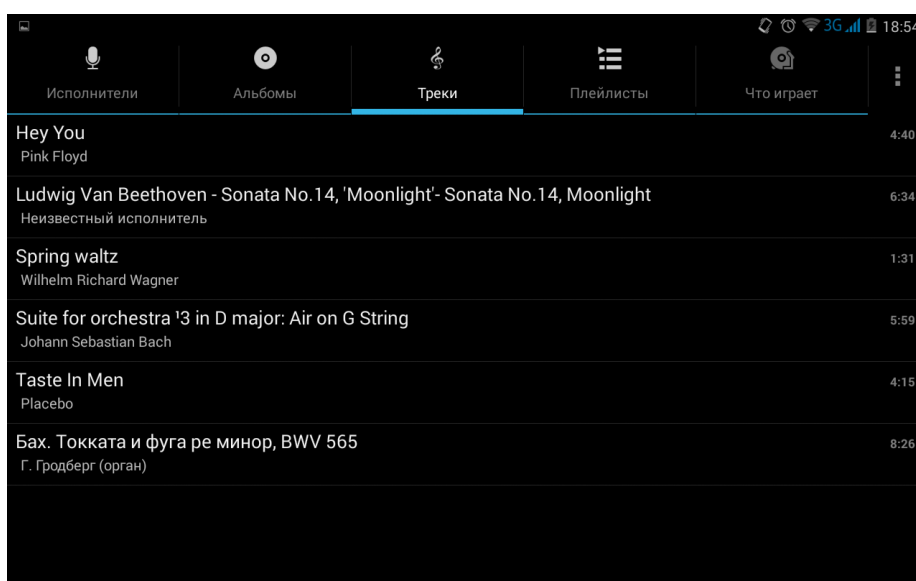 3G 18:54
Исполнители Альбомы Треки Плейлисты Что играет
Hey You 4:40
Pink Floyd
Ludwig Van Beethoven - Sonata No.14, 'Moonlight'- Sonata No.14, Moonlight 6:34
Неизвестный исполнитель
Spring waltz 1:31
Wilhelm Richard Wagner
Suite for orchestra ¹3 in D major: Air on G String 5:59
Johann Sebastian Bach
Taste In Men 4:15
Placebo
Бах. Токката и фуга ре минор, BWV 565 8:26
Г. Гродберг (орган)